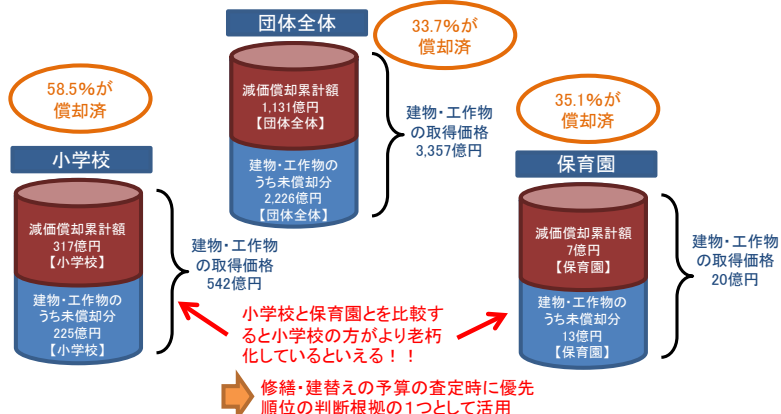 団体全体
33.7%が
償却済
減価償却累計額
1,131億円
【団体全体】
建物・工作物の
うち未償却分
2,226億円
【団体全体】
建物・工作物
の取得価格
3,357億円
58.5%が
償却済
小学校
減価償却累計額
317億円
【小学校】
建物・工作物の
うち未償却分
225億円
【小学校】
建物・工作物
の取得価格
542億円
35.1%が
償却済
保育園
減価償却累計額
7億円
【保育園】
建物・工作物の
うち未償却分
13億円
【保育園】
建物・工作物
の取得価格
20億円
小学校と保育園とを比較す
ると小学校の方がより老朽
化しているといえる！！
修繕・建替えの予算の査定時に優先
順位の判断根拠の1つとして活用